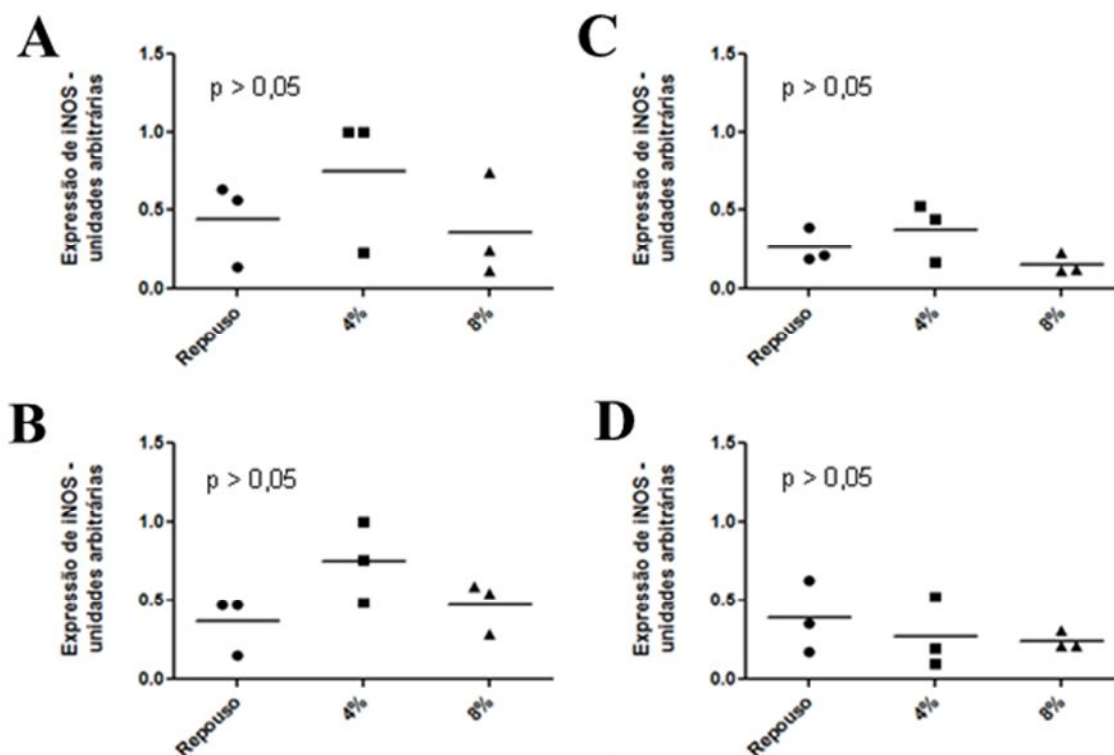 A
Expressão de iNOS -
unidades arbitrárias
1.5
1.0
0.5
0.0
p > 0,05
Repouso
4%
8%
B
Expressão de iNOS -
unidades arbitrárias
1.5
1.0
0.5
0.0
p > 0,05
Repouso
4%
8%
C
Expressão de iNOS -
unidades arbitrárias
1.5
1.0
0.5
0.0
p > 0,05
Repouso
4%
8%
D
Expressão de iNOS -
unidades arbitrárias
1.5
1.0
0.5
0.0
p > 0,05
Repouso
4%
8%